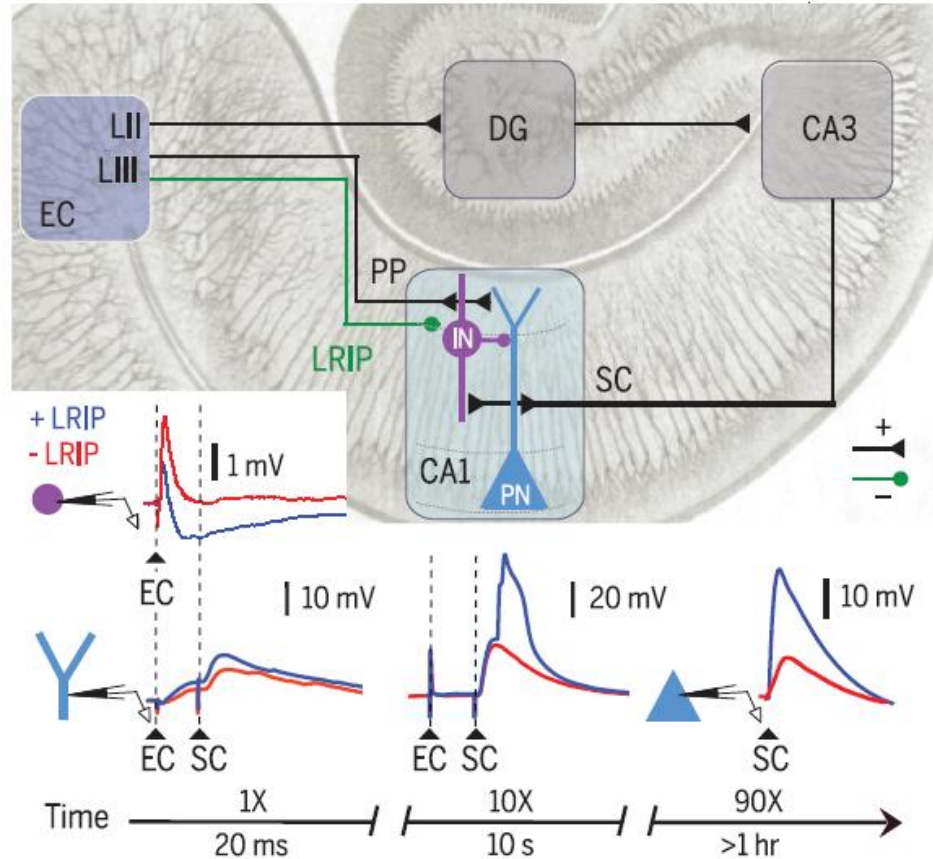 LII
DG
CA3
LIII
EC
PP
IN
LRIP
SC
+ LRIP
- LRIP
1 mV
+
−
CA1
PN
EC
10 mV
20 mV
10 mV
EC SC
EC SC
SC
Time
1X
10X
90X
20 ms
10 s
>1 hr